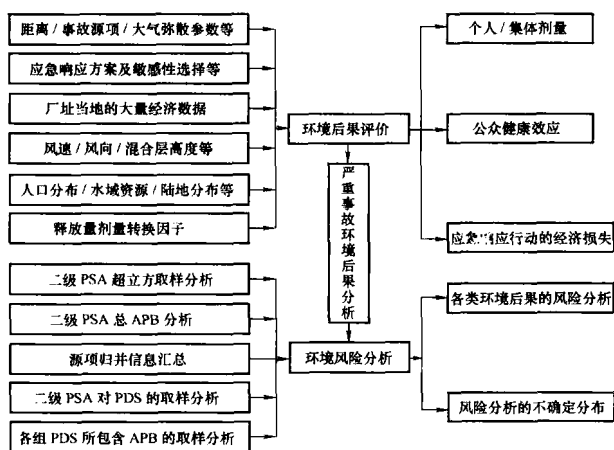 距离 / 事故源项 / 大气弥散参数等
应急响应方案及敏感性选择等
厂址当地的大量经济数据
风速 / 风向 / 混合层高度等
人口分布 / 水域资源 / 陆地分布等
释放量剂量转换因子
二级 PSA 超立方取样分析
二级 PSA 总 APB 分析
源项归并信息汇总
二级 PSA 对 PDS 的取样分析
各组 PDS 所包含 APB 的取样分析
环境后果评价
严重事故环境后果分析
环境风险分析
个人 / 集体剂量
公众健康效应
应急响应行动的经济损失
各类环境后果的风险分析
风险分析的不确定分布